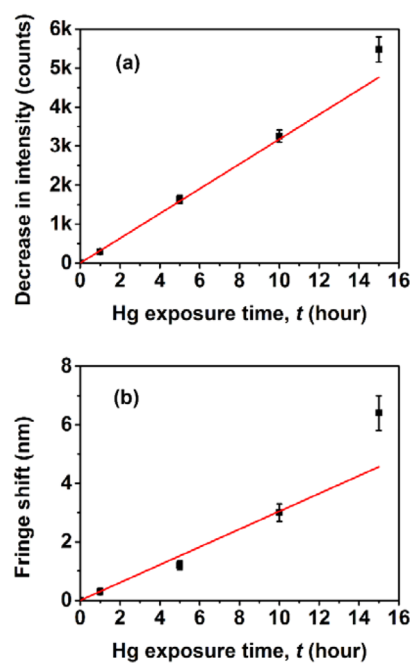 6k
(a)
5k
4k
3k
2k
1k
0
0 2 4 6 8 10 12 14 16
Decrease in intensity (counts)
Hg exposure time, t (hour)
8
(b)
6
4
2
0
0 2 4 6 8 10 12 14 16
Fringe shift (nm)
Hg exposure time, t (hour)